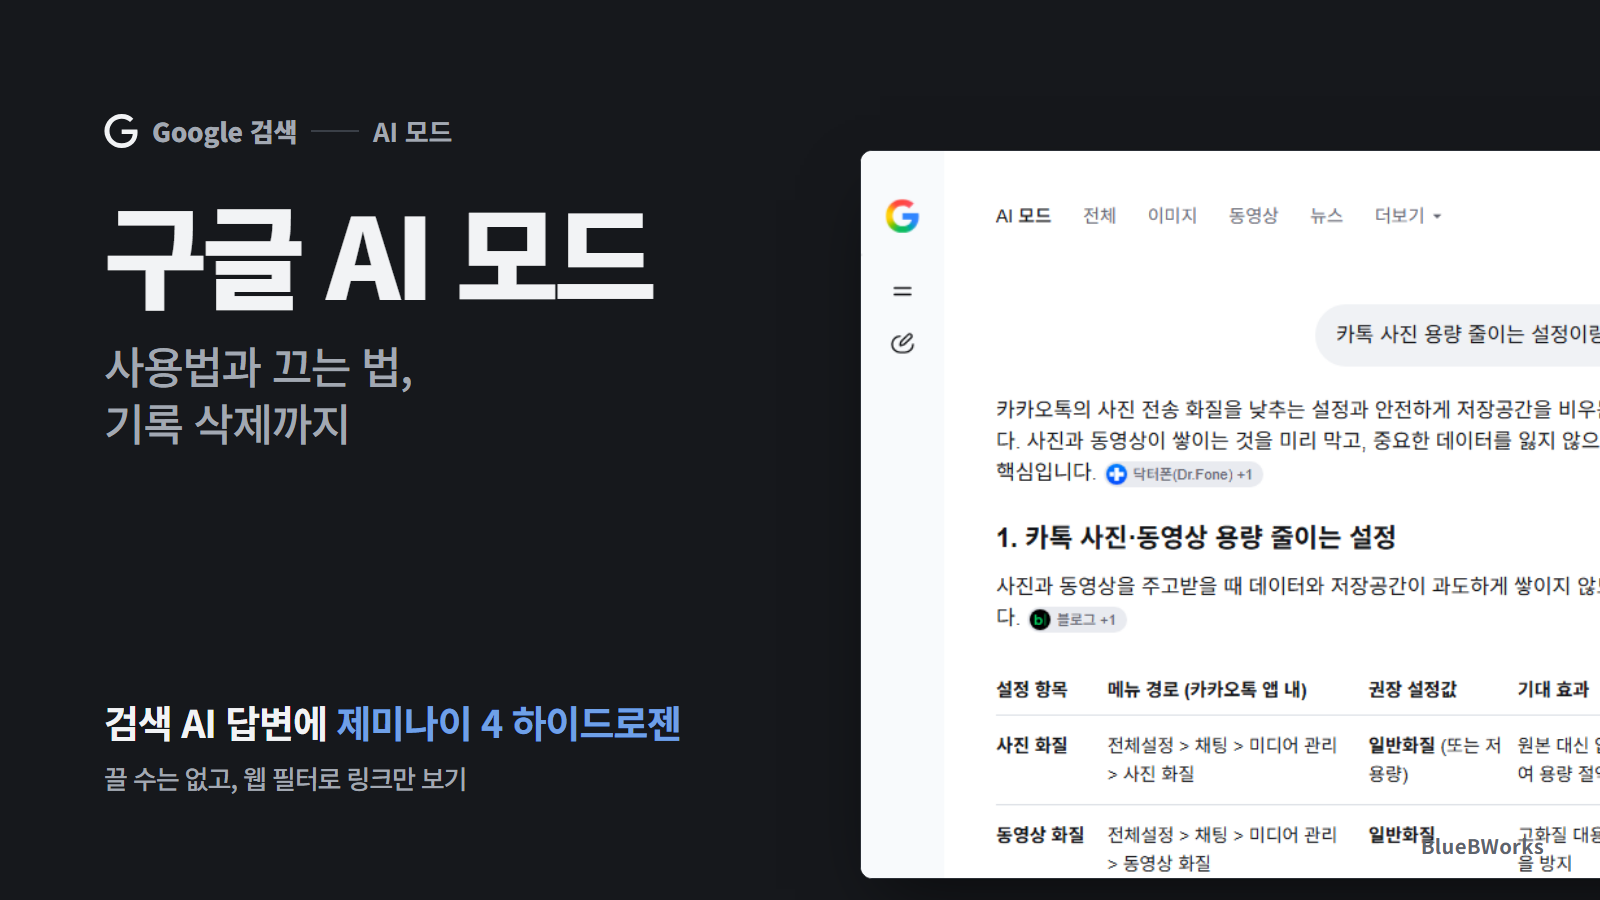 Google 검색 — AI 모드
구글 AI 모드
사용법과 끄는 법,
기록 삭제까지
검색 AI 답변에 제미나이 4 하이드로젠
끌 수는 없고, 웹 필터로 링크만 보기
AI 모드 전체 이미지 동영상 뉴스 더보기
카톡 사진 용량 줄이는 설정이랑
카카오톡의 사진 전송 화질을 낮추는 설정과 안전하게 저장공간을 비우는
다. 사진과 동영상이 쌓이는 것을 미리 막고, 중요한 데이터를 잃지 않으
핵심입니다. 닥터폰(Dr.Fone) +1
1. 카톡 사진·동영상 용량 줄이는 설정
사진과 동영상을 주고받을 때 데이터와 저장공간이 과도하게 쌓이지 않
다. 블로그 +1
설정 항목 메뉴 경로 (카카오톡 앱 내) 권장 설정값 기대 효과
사진 화질 전체설정 > 채팅 > 미디어 관리 일반화질 (또는 저 원본 대신
> 사진 화질 용량) 여 용량 절
동영상 화질 전체설정 > 채팅 > 미디어 관리 일반화질 고화질 대용
> 동영상 화질 을 방지
BlueBWorks